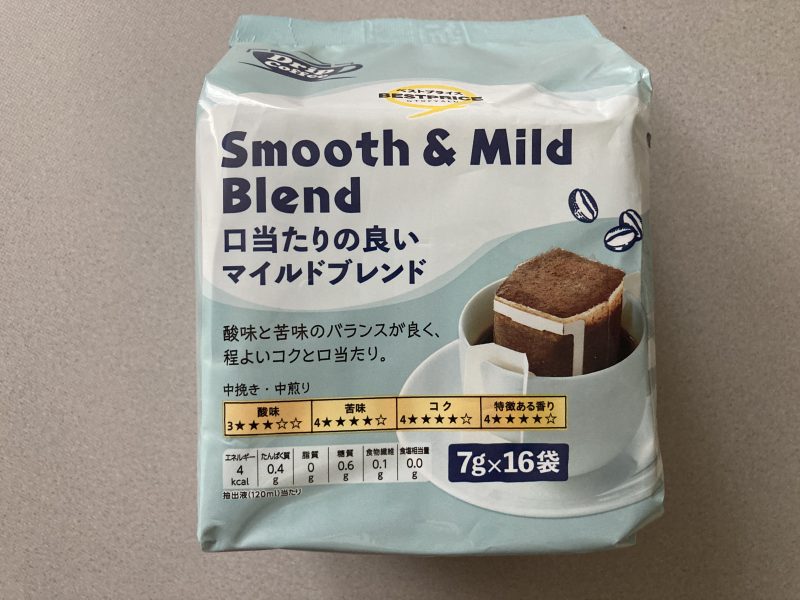 Drip
Coffee
ベストプライス
BESTPRICE
by TOPVALU
Smooth & Mild
Blend
口当たりの良い
マイルドブレンド
酸味と苦味のバランスが良く、
程よいコクと口当たり。
中挽き・中煎り
酸味 苦味 コク 特徴ある香り
3★★★☆☆ 4★★★★☆ 4★★★★☆ 4★★★★☆
エネルギー たんぱく質 脂質 糖質 食物繊維 食塩相当量
4 0.4 0 0.6 0.1 0.0
kcal g g g g g
抽出液(120ml)当たり
7g×16袋